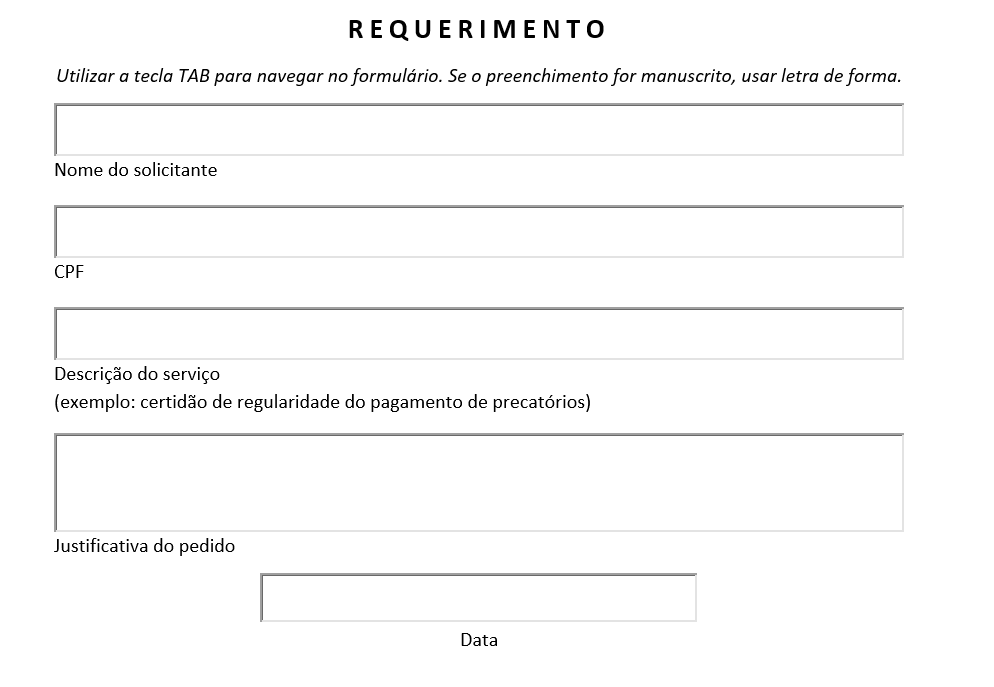 REQUERIMENTO
Utilizar a tecla TAB para navegar no formulário. Se o preenchimento for manuscrito, usar letra de forma.
Nome do solicitante
CPF
Descrição do serviço
(exemplo: certidão de regularidade do pagamento de precatórios)
Justificativa do pedido
Data